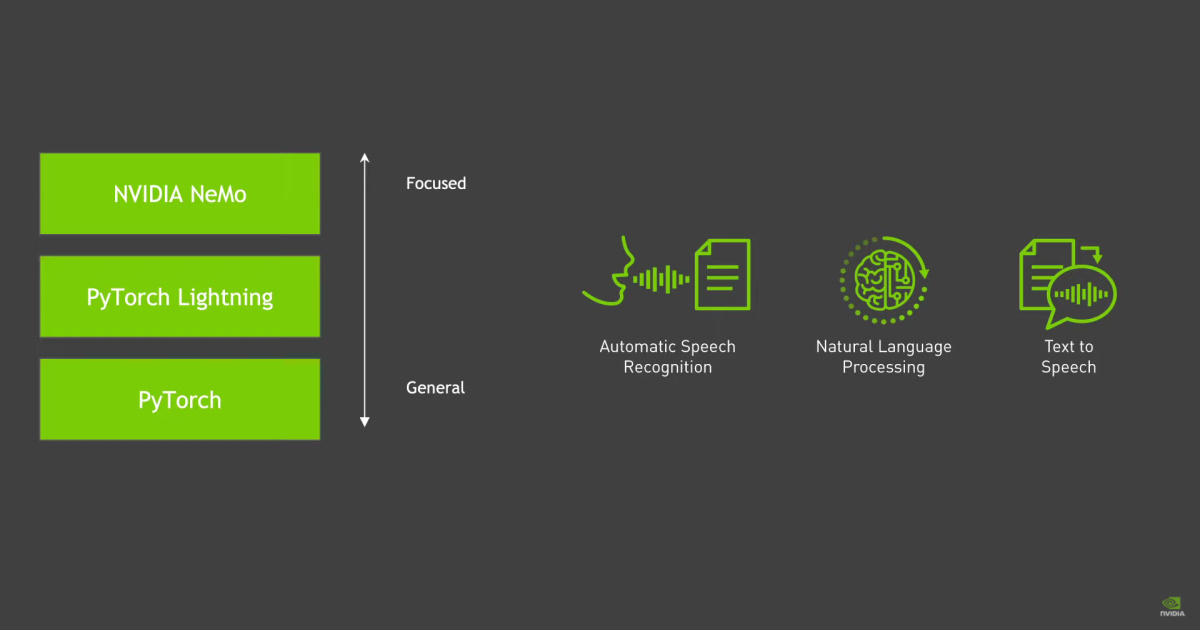 NVIDIA NeMo
PyTorch Lightning
PyTorch
Focused
General
Automatic Speech
Recognition
Natural Language
Processing
Text to
Speech
NVIDIA